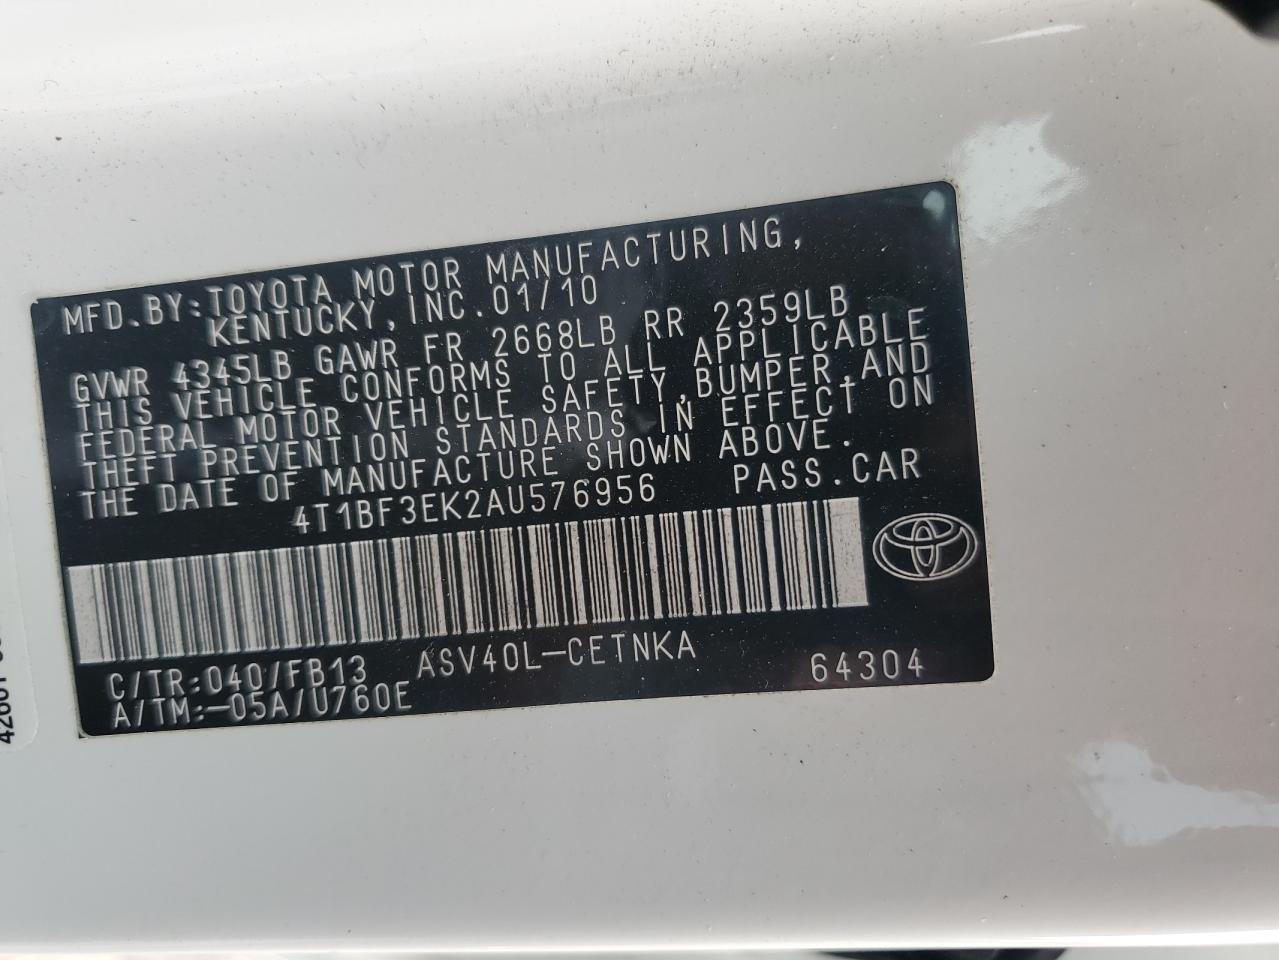 MFD.BY:TOYOTA MOTOR MANUFACTURING,
KENTUCKY, INC.01/10
GVWR 4345LB GAWR FR 2668LB RR 2359LB
THIS VEHICLE CONFORMS TO ALL APPLICABLE
FEDERAL MOTOR VEHICLE SAFETY,BUMPER,AND
THEFT PREVENTION STANDARDS IN EFFECT ON
THE DATE OF MANUFACTURE SHOWN ABOVE.
4T1BF3EK2AU576956 PASS.CAR
C/TR:040/FB13 ASV40L-CETNKA 64304
A/TM:-05A/U760E